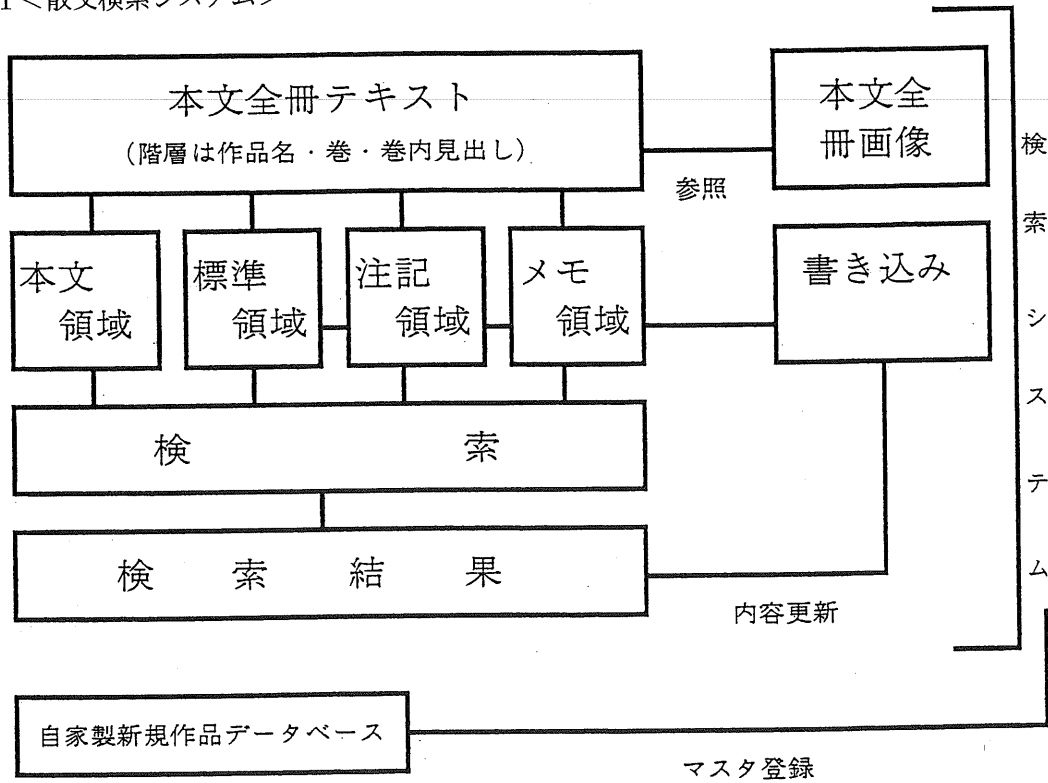 1<散文検索システム>
本文全冊テキスト
(階層は作品名・巻・巻内見出し)
本文全
冊画像
参照
本文
領域
標準
領域
注記
領域
メモ
領域
書き込み
検索
検索結果
内容更新
検索システム
自家製新規作品データベース
マスタ登録